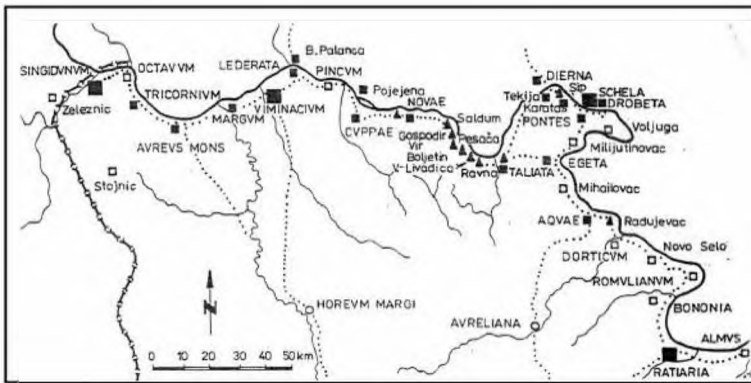 B. Palanca
LEDERATA
DIERNA
OCTAVVM
SINGIDVNVM
PINCVM
Sip
SCHELA
Tekija
DROBETA
Pojejena
TRICORNIVM
NOVAE
Karataš
Zeleznic
MARGVM
VIMINACIVM
Saldum
PONTES
Voljuga
CVPPAE
Gospodin
Pesača
AVREVS MONS
Vir
Milijutinovac
Boljetin
EGETA
V-Livadica
TALIATA
Stojnic
Ravna
Mihailovac
AQVAE
Radujevac
N
DORTICVM
Novo Selo
ROMVLIANVM
HOREVM MARGI
BONONIA
AVRELIANA
ALMVS
0 10 20 30 40 50 km
RATIARIA